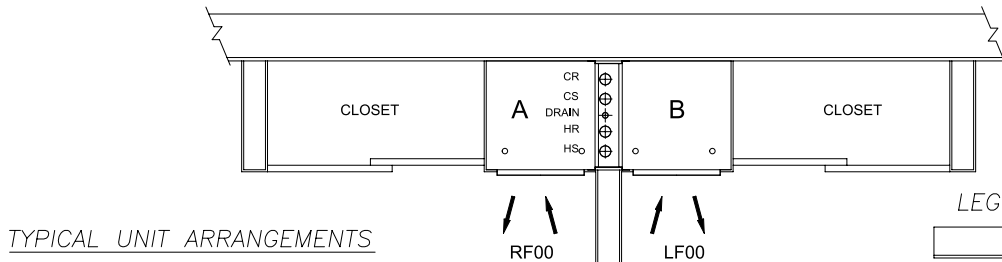 CR
CS
CLOSET A DRAIN B CLOSET
HR
HS
LEG
TYPICAL UNIT ARRANGEMENTS
RF00 LF00